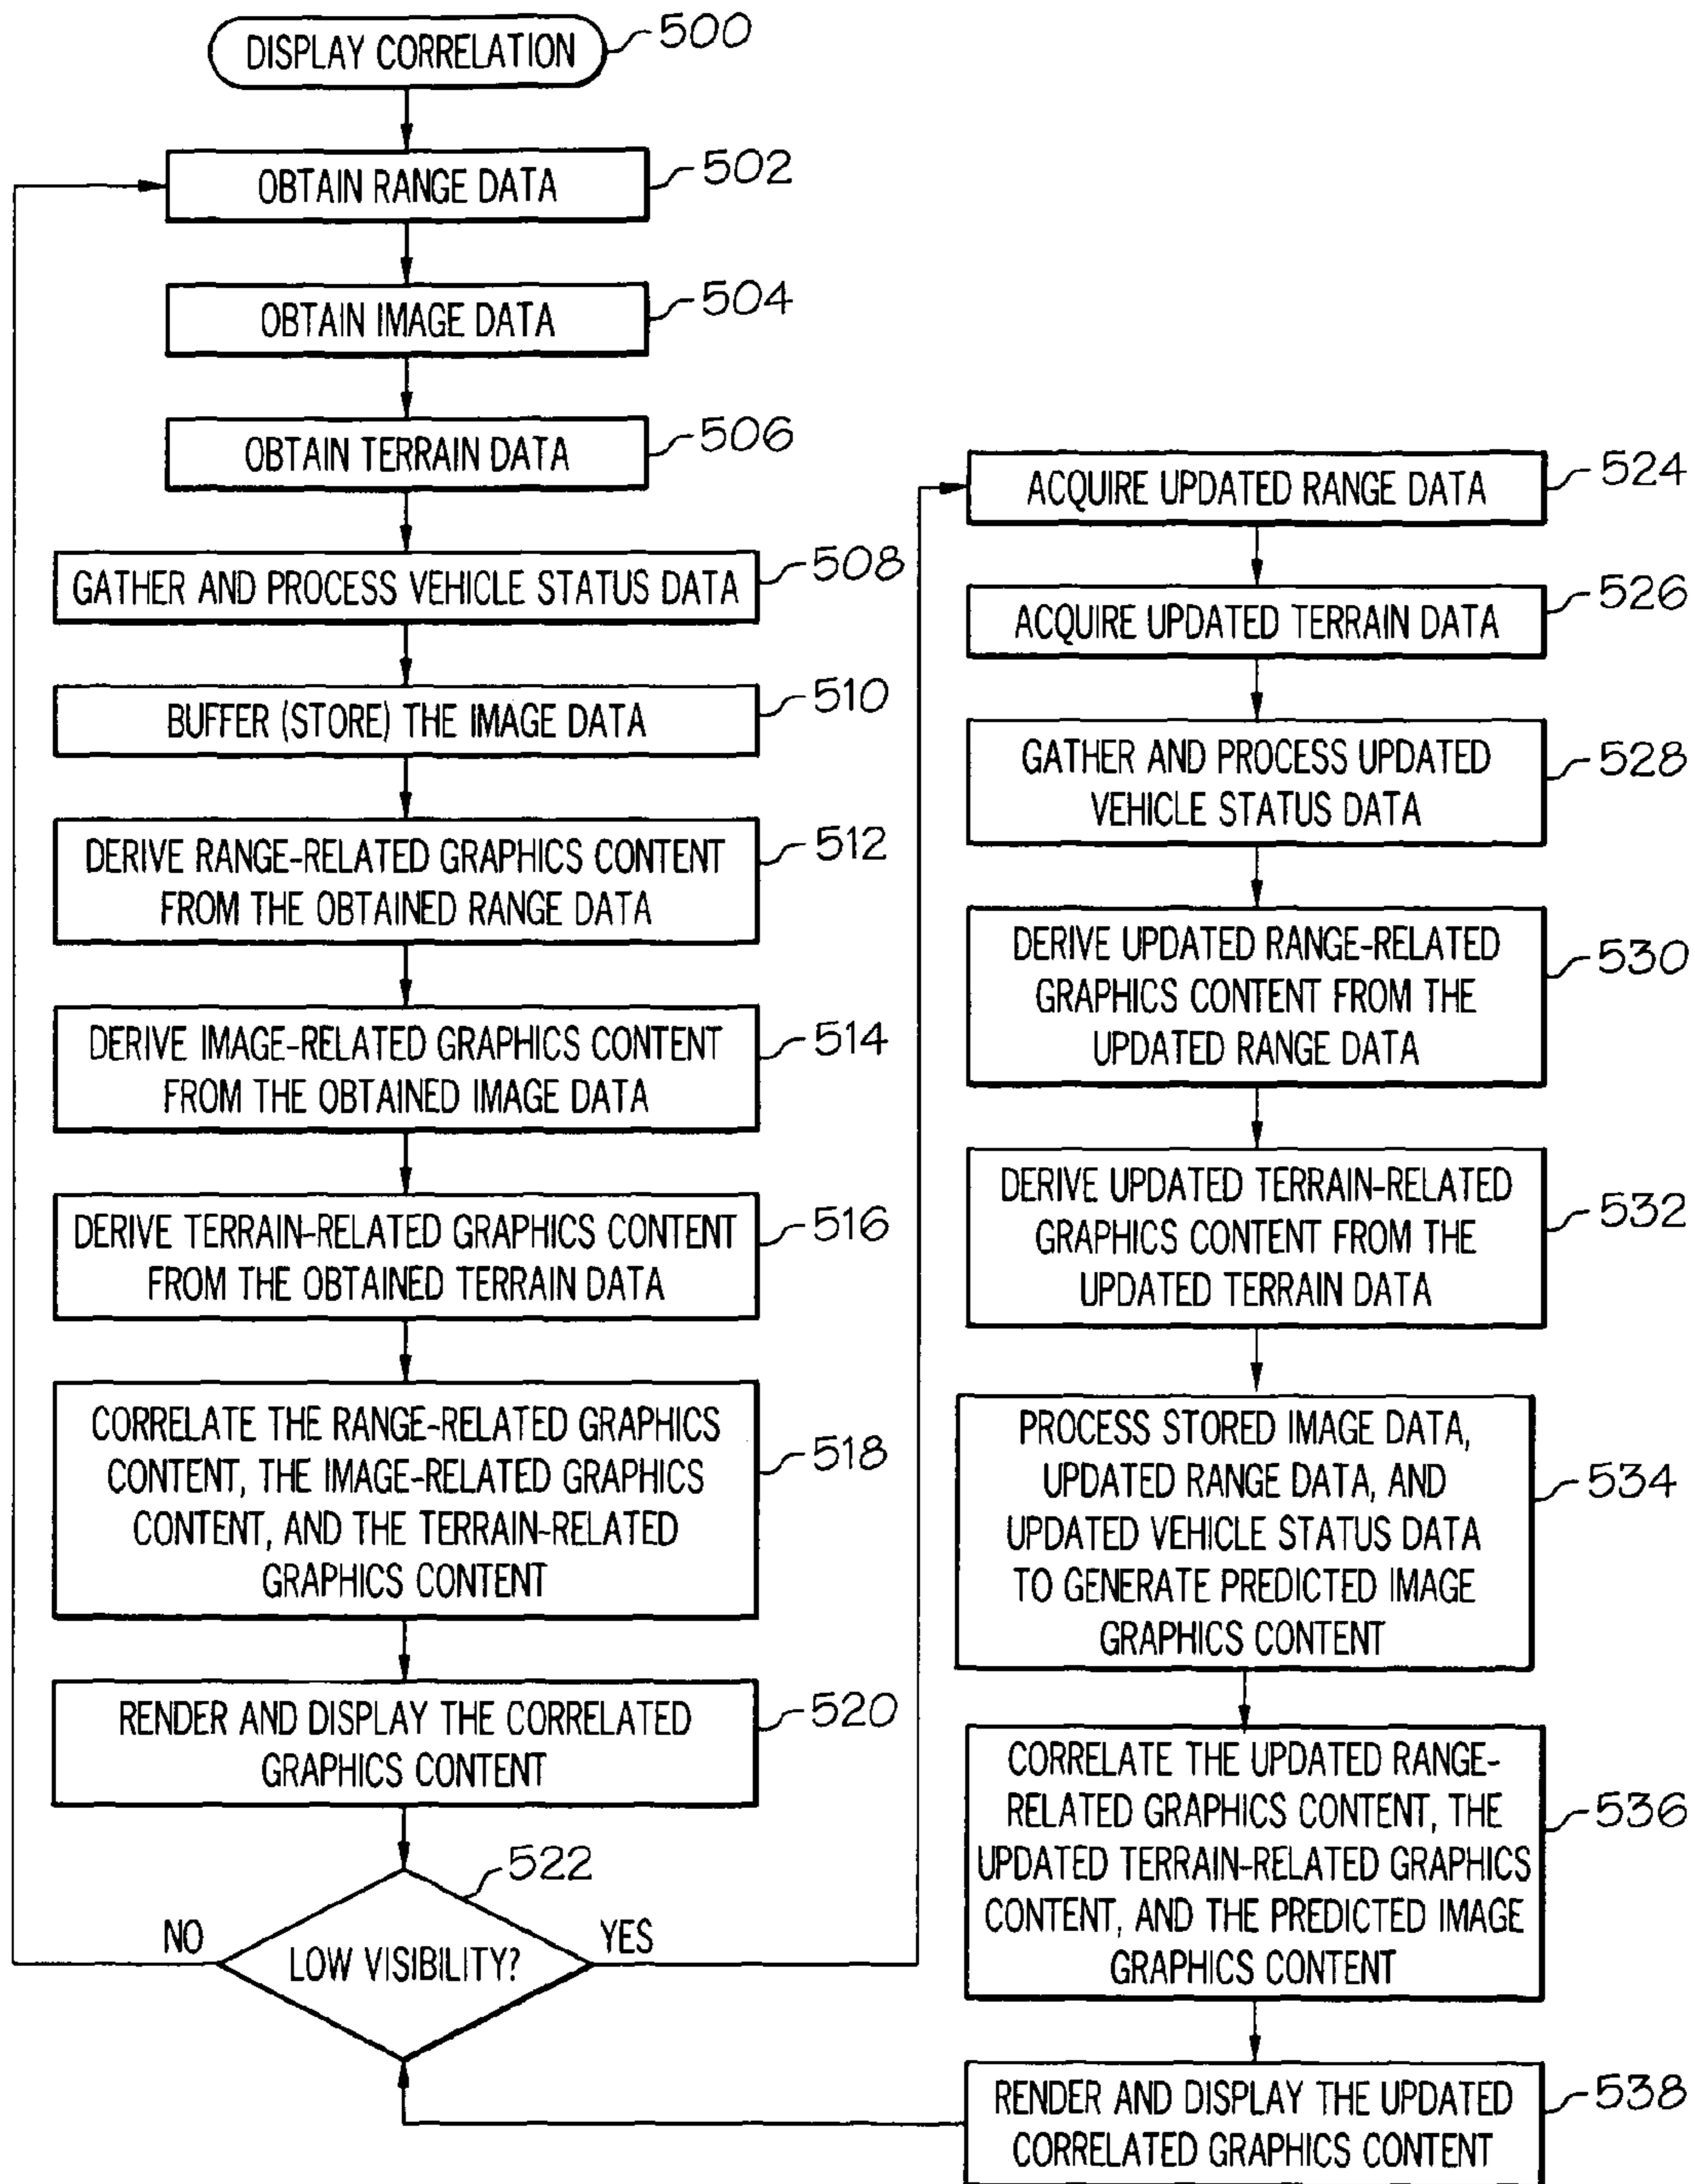 DISPLAY CORRELATION
500
OBTAIN RANGE DATA
502
OBTAIN IMAGE DATA
504
OBTAIN TERRAIN DATA
506
GATHER AND PROCESS VEHICLE STATUS DATA
508
BUFFER (STORE) THE IMAGE DATA
510
DERIVE RANGE-RELATED GRAPHICS CONTENT
FROM THE OBTAINED RANGE DATA
512
DERIVE IMAGE-RELATED GRAPHICS CONTENT
FROM THE OBTAINED IMAGE DATA
514
DERIVE TERRAIN-RELATED GRAPHICS CONTENT
FROM THE OBTAINED TERRAIN DATA
516
CORRELATE THE RANGE-RELATED GRAPHICS
CONTENT, THE IMAGE-RELATED GRAPHICS
CONTENT, AND THE TERRAIN-RELATED
GRAPHICS CONTENT
518
RENDER AND DISPLAY THE CORRELATED
GRAPHICS CONTENT
520
522
NO
LOW VISIBILITY?
YES
ACQUIRE UPDATED RANGE DATA
524
ACQUIRE UPDATED TERRAIN DATA
526
GATHER AND PROCESS UPDATED
VEHICLE STATUS DATA
528
DERIVE UPDATED RANGE-RELATED
GRAPHICS CONTENT FROM THE
UPDATED RANGE DATA
530
DERIVE UPDATED TERRAIN-RELATED
GRAPHICS CONTENT FROM THE
UPDATED TERRAIN DATA
532
PROCESS STORED IMAGE DATA,
UPDATED RANGE DATA, AND
UPDATED VEHICLE STATUS DATA
TO GENERATE PREDICTED IMAGE
GRAPHICS CONTENT
534
CORRELATE THE UPDATED RANGE-
RELATED GRAPHICS CONTENT, THE
UPDATED TERRAIN-RELATED GRAPHICS
CONTENT, AND THE PREDICTED IMAGE
GRAPHICS CONTENT
536
RENDER AND DISPLAY THE UPDATED
CORRELATED GRAPHICS CONTENT
538